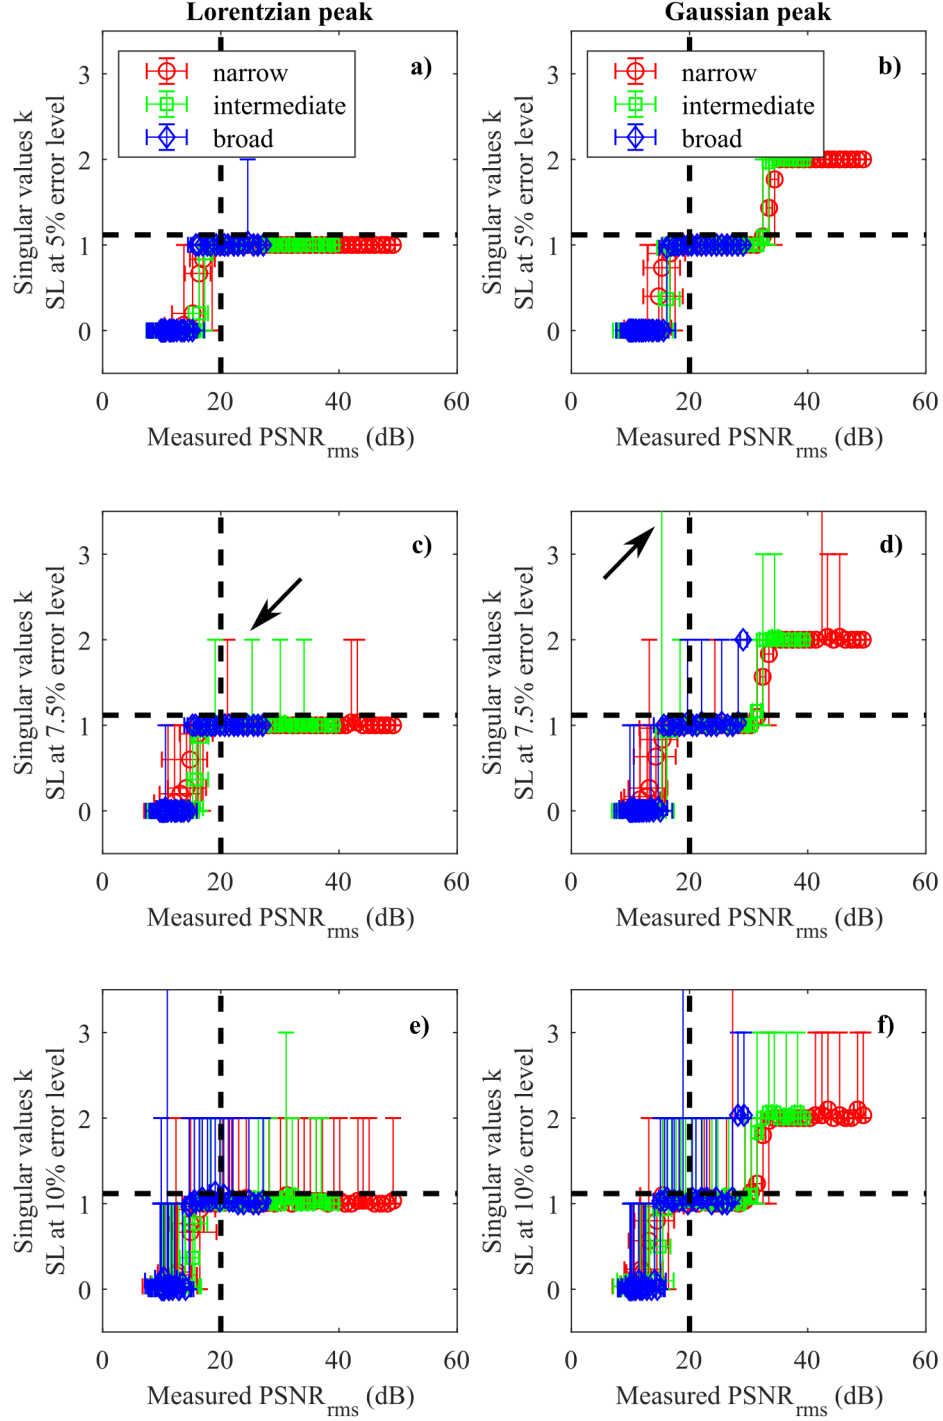 Lorentzian peak
Gaussian peak
a)
narrow
intermediate
broad
3
2
1
0
Singular values k
SL at 5% error level
0 20 40 60
Measured PSNRrms (dB)
b)
narrow
intermediate
broad
3
2
1
0
Singular values k
SL at 5% error level
0 20 40 60
Measured PSNRrms (dB)
c)
3
2
1
0
Singular values k
SL at 7.5% error level
0 20 40 60
Measured PSNRrms (dB)
d)
3
2
1
0
Singular values k
SL at 7.5% error level
0 20 40 60
Measured PSNRrms (dB)
e)
3
2
1
0
Singular values k
SL at 10% error level
0 20 40 60
Measured PSNRrms (dB)
f)
3
2
1
0
Singular values k
SL at 10% error level
0 20 40 60
Measured PSNRrms (dB)